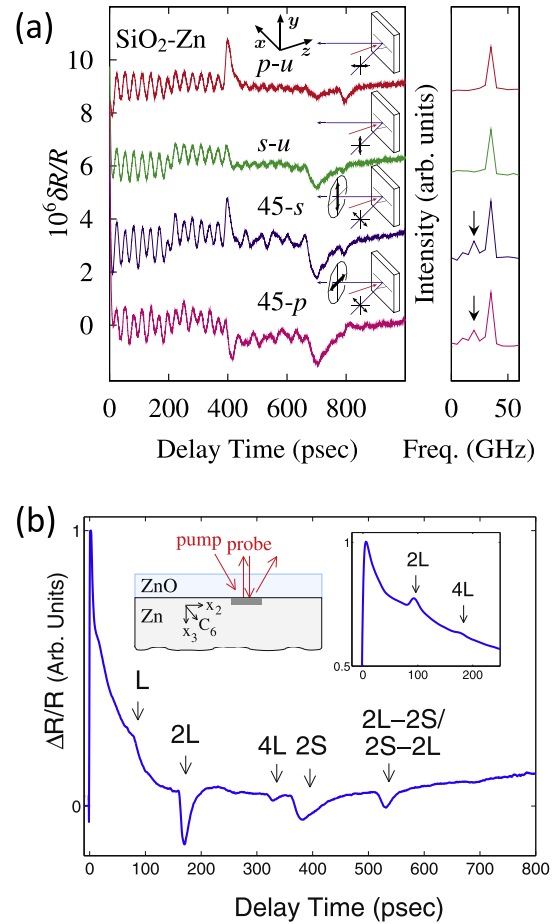 (a)
SiO₂-Zn
x
y
z
p-u
s-u
45-s
45-p
10⁶ δR/R
10
8
6
4
2
0
0 200 400 600 800
Delay Time (psec)
Intensity (arb. units)
0 50
Freq. (GHz)
(b)
ΔR/R (Arb. Units)
1
0
pump probe
ZnO
Zn
x₂
C₆
x₃
L
2L
4L 2S
2L–2S/
2S–2L
1
2L
4L
0.5
0 100 200
0 100 200 300 400 500 600 700 800
Delay Time (psec)